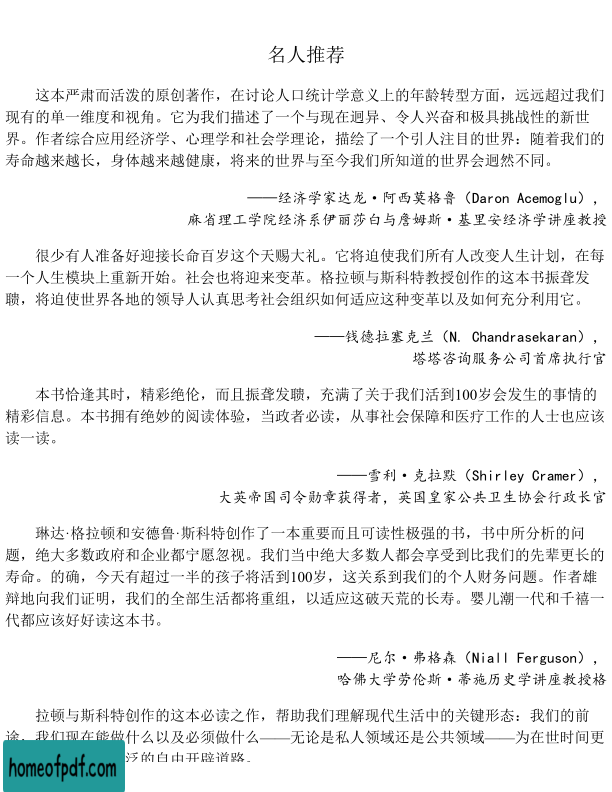 名人推荐
这本严肃而活泼的原创著作，在讨论人口统计学意义上的年龄转型方面，远远超过我们
现有的单一维度和视角。它为我们描述了一个与现在迥异、令人兴奋和极具挑战性的新世
界。作者综合应用经济学、心理学和社会学理论，描绘了一个引人注目的世界：随着我们的
寿命越来越长，身体越来越健康，将来的世界与至今我们所知道的世界会迥然不同。
——经济学家达龙·阿西莫格鲁（Daron Acemoglu），
麻省理工学院经济系伊丽莎白与詹姆斯·基里安经济学讲座教授
很少有人准备好迎接长命百岁这个天赐大礼。它将迫使我们所有人改变人生计划，在每
一个人生模块上重新开始。社会也将迎来变革。格拉顿与斯科特教授创作的这本书振聋发
聩，将迫使世界各地的领导人认真思考社会组织如何适应这种变革以及如何充分利用它。
——钱德拉塞克兰（N. Chandrasekaran），
塔塔咨询服务公司首席执行官
本书恰逢其时，精彩绝伦，而且振聋发聩，充满了关于我们活到100岁会发生的事情的
精彩信息。本书拥有绝妙的阅读体验，当政者必读，从事社会保障和医疗工作的人士也应该
读一读。
——雪利·克拉默（Shirley Cramer），
大英帝国司令勋章获得者，英国皇家公共卫生协会行政长官
琳达·格拉顿和安德鲁·斯科特创作了一本重要而且可读性极强的书，书中所分析的问
题，绝大多数政府和企业都宁愿忽视。我们当中绝大多数人都会享受到比我们的先辈更长的
寿命。的确，今天有超过一半的孩子将活到100岁，这关系到我们的个人财务问题。作者雄
辩地向我们证明，我们的全部生活都将重组，以适应这破天荒的长寿。婴儿潮一代和千禧一
代都应该好好读这本书。
——尼尔·弗格森（Niall Ferguson），
哈佛大学劳伦斯·蒂施历史学讲座教授格
拉顿与斯科特创作的这本必读之作，帮助我们理解现代生活中的关键形态：我们的前
途，我们现在能做什么以及必须做什么——无论是私人领域还是公共领域——为在世时间更
泛的自由开辟道路。
homeofpdf.com